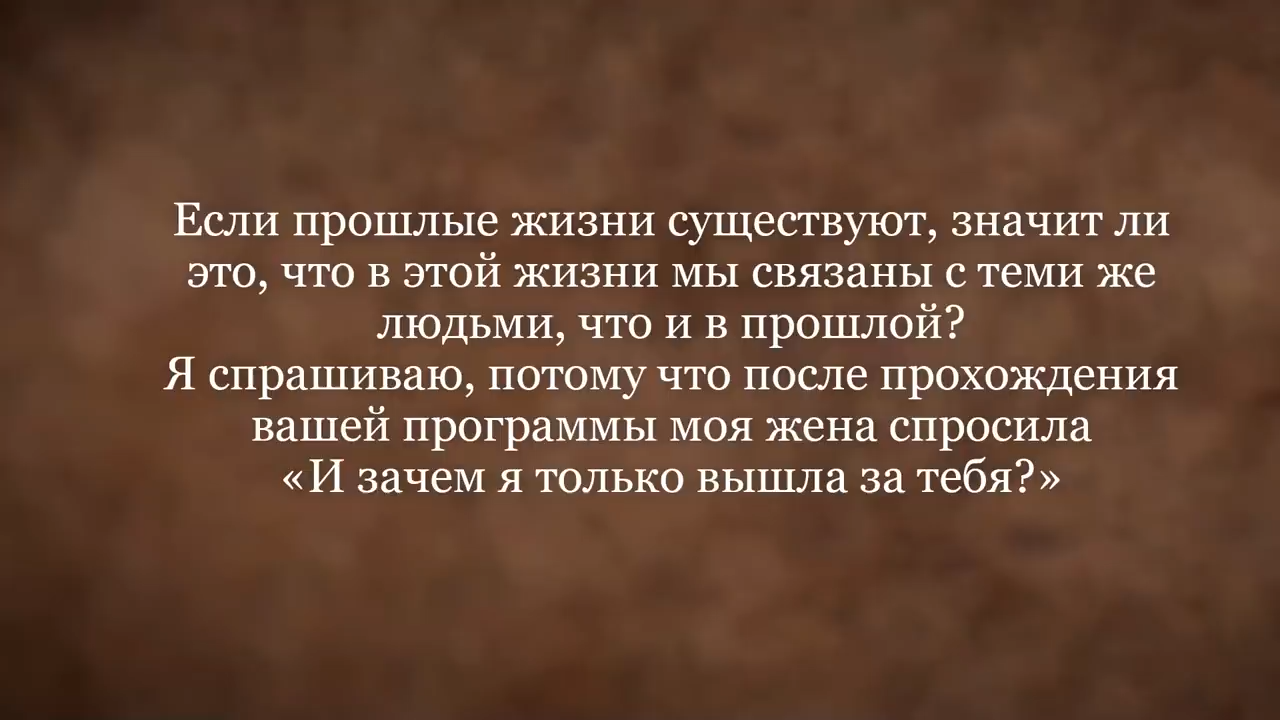 Если прошлые жизни существуют, значит ли
это, что в этой жизни мы связаны с теми же
людьми, что и в прошлой?
Я спрашиваю, потому что после прохождения
вашей программы моя жена спросила
«И зачем я только вышла за тебя?»